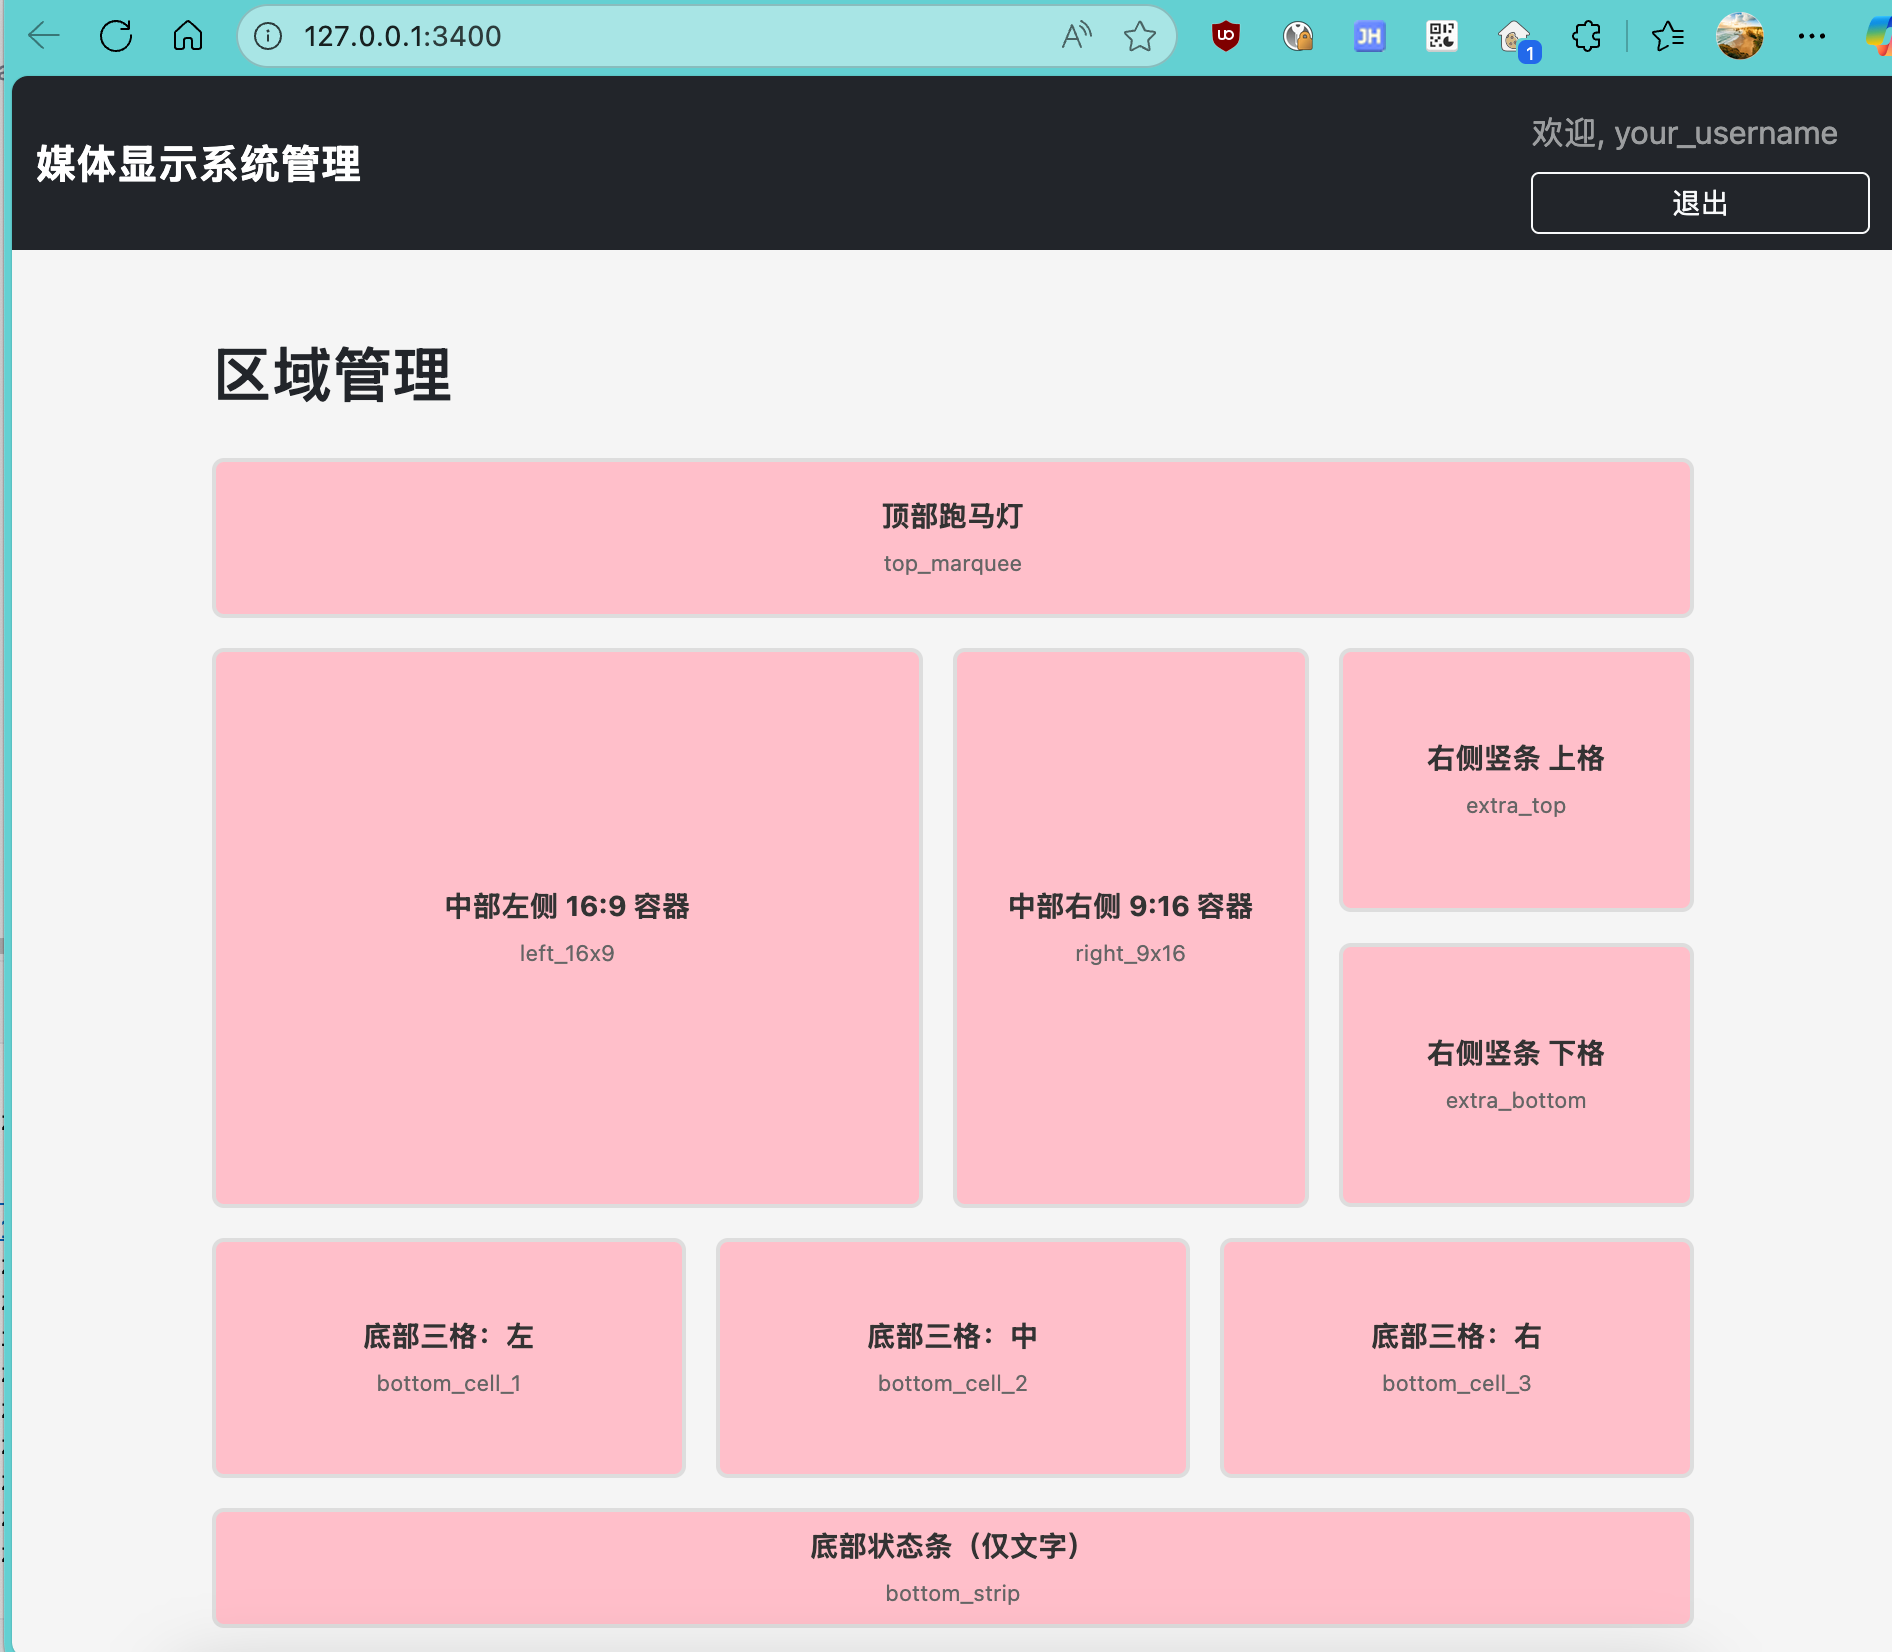 127.0.0.1:3400
JH
1
媒体显示系统管理
欢迎, your_username
退出
区域管理
顶部跑马灯
top_marquee
中部左侧 16:9 容器
left_16x9
中部右侧 9:16 容器
right_9x16
右侧竖条 上格
extra_top
右侧竖条 下格
extra_bottom
底部三格：左
bottom_cell_1
底部三格：中
bottom_cell_2
底部三格：右
bottom_cell_3
底部状态条（仅文字）
bottom_strip